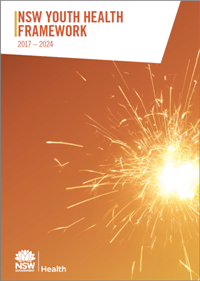 NSW YOUTH HEALTH
FRAMEWORK
2017 – 2024
NSW
GOVERNMENT
Health